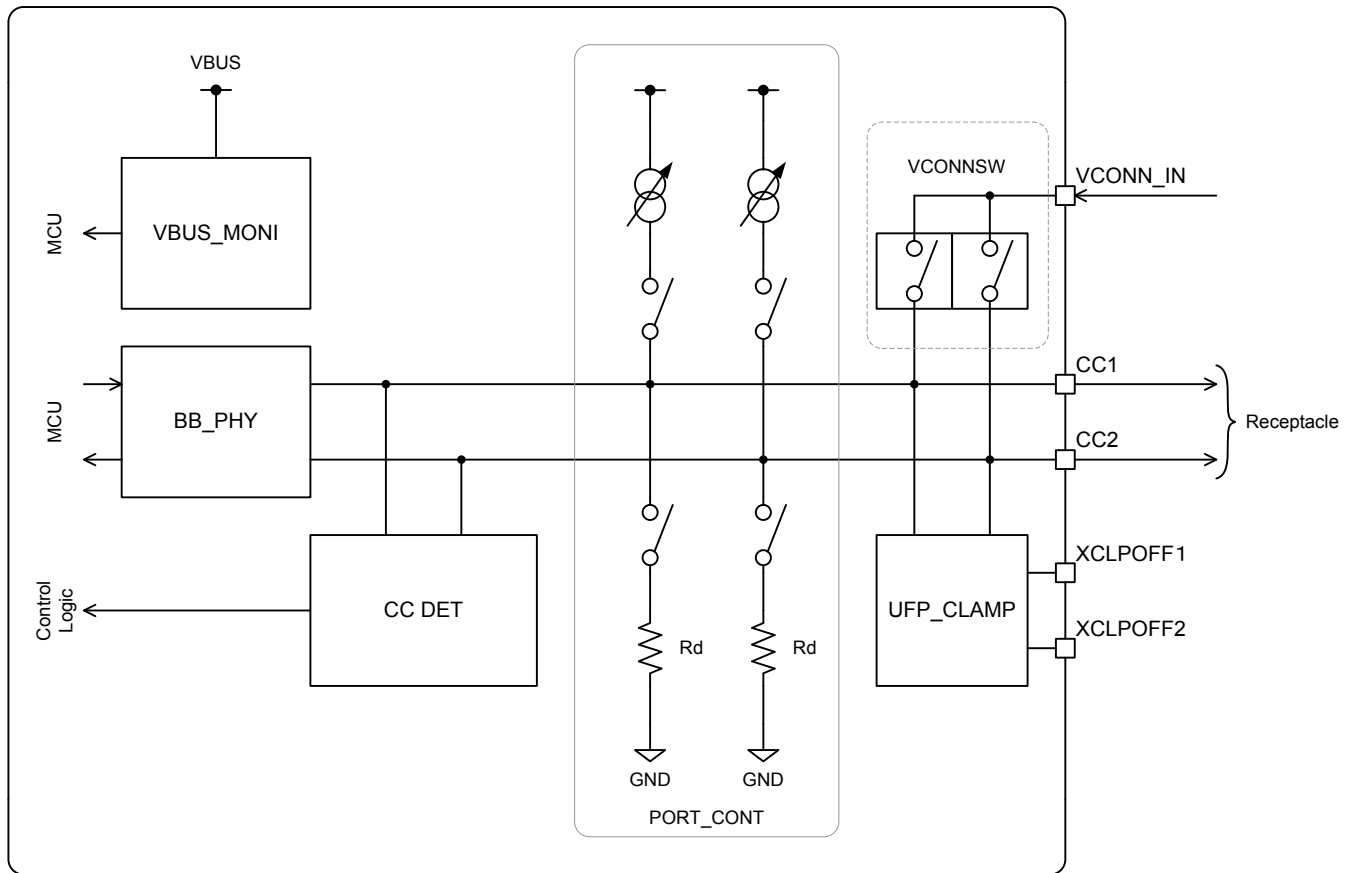 VBUS
VCONNSW
VCONN_IN
MCU
VBUS_MONI
CC1
MCU
BB_PHY
Receptacle
CC2
XCLPOFF1
Control
Logic
CC DET
UFP_CLAMP
XCLPOFF2
Rd
Rd
GND
GND
PORT_CONT